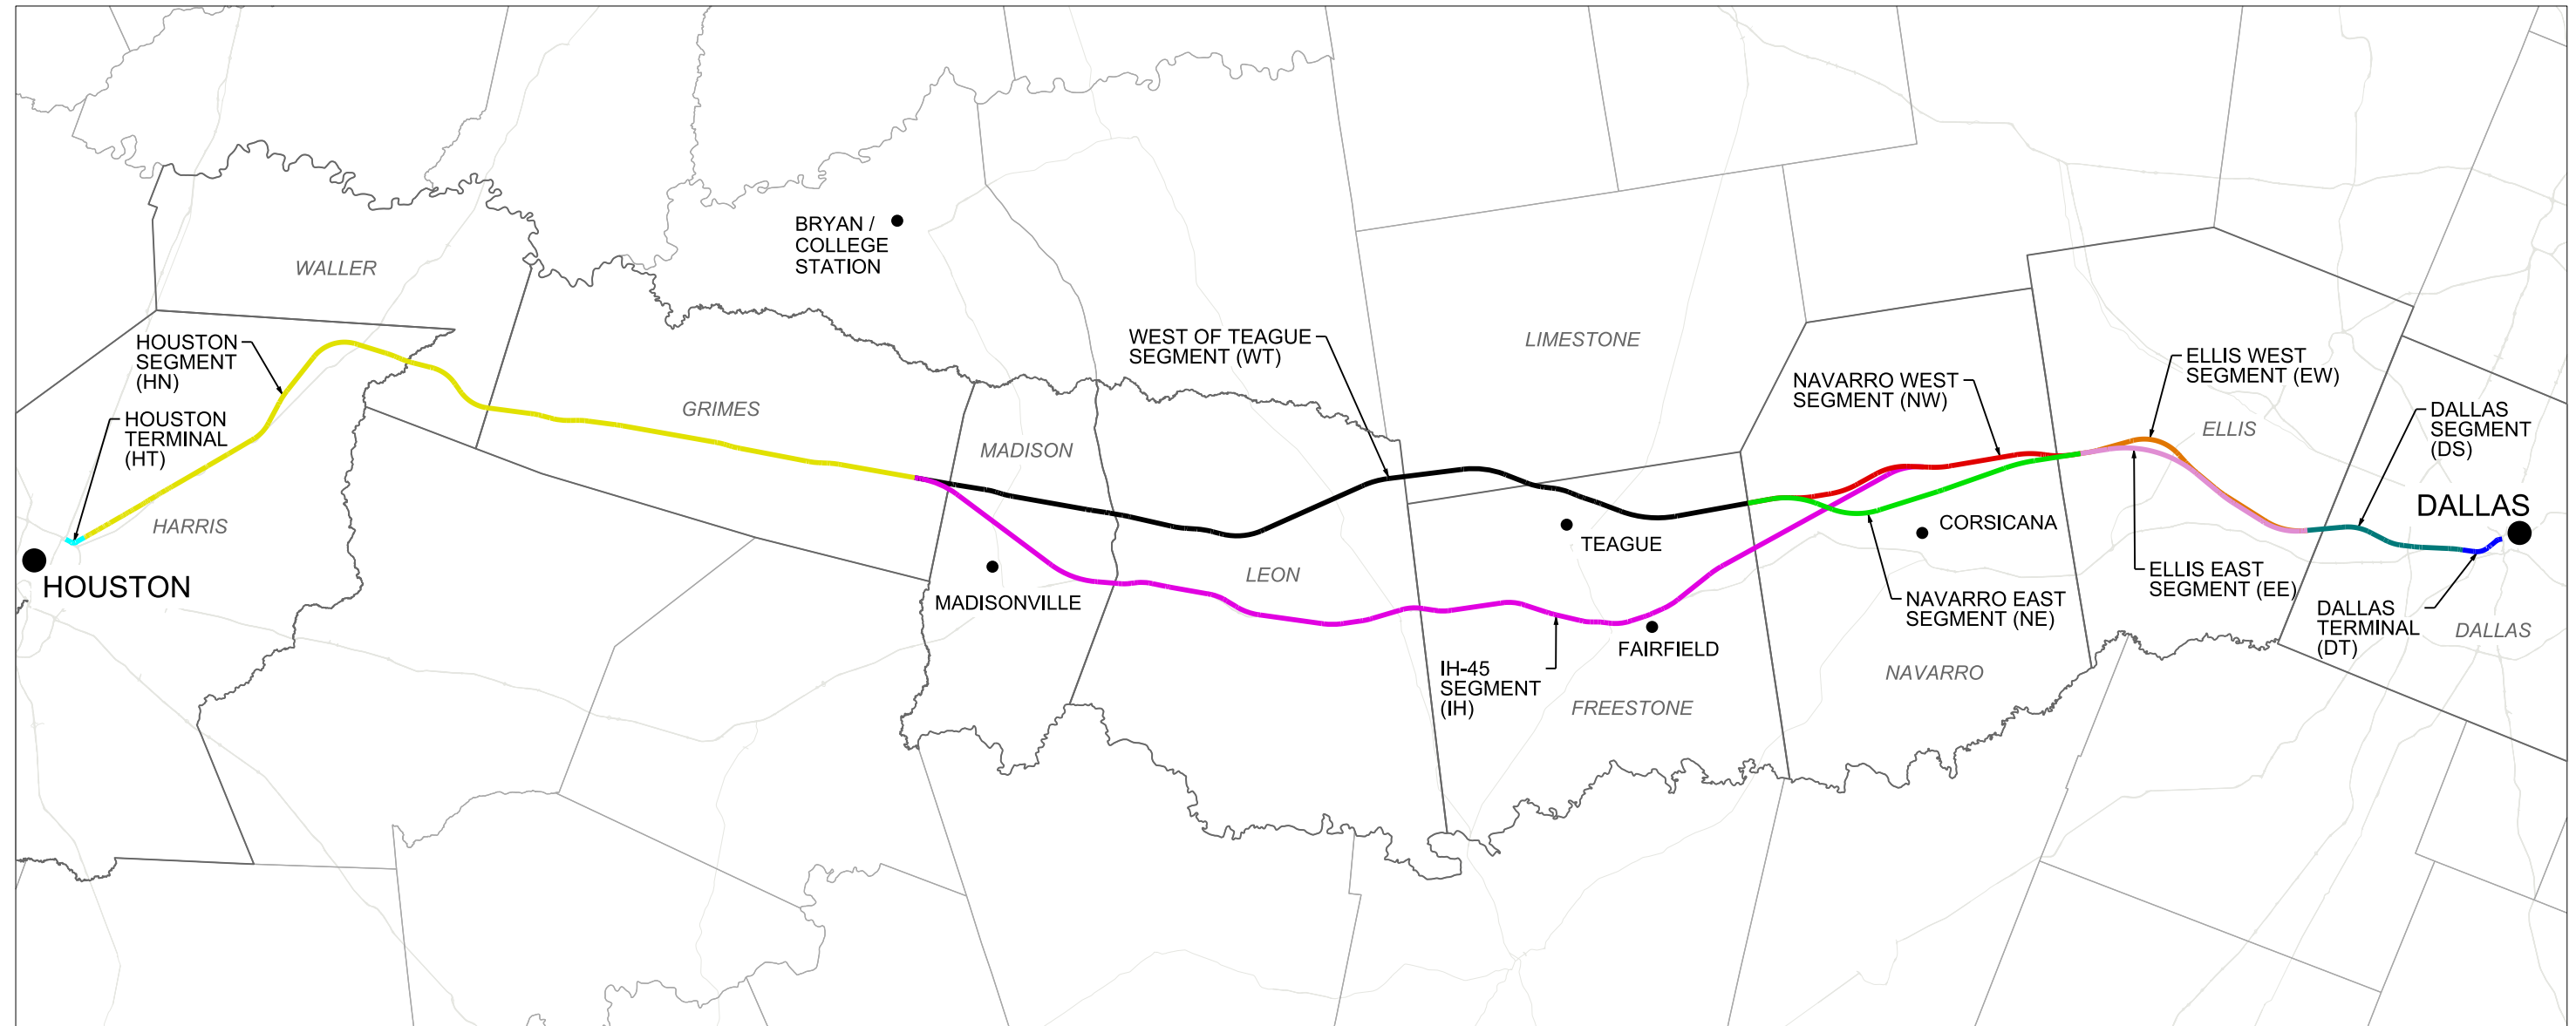 WALLER
HOUSTON
SEGMENT
(HN)
HOUSTON
TERMINAL
(HT)
HARRIS
HOUSTON
BRYAN /
COLLEGE
STATION
GRIMES
MADISON
MADISONVILLE
WEST OF TEAGUE
SEGMENT (WT)
LEON
LIMESTONE
TEAGUE
FAIRFIELD
IH-45
SEGMENT
(IH)
FREESTONE
NAVARRO WEST
SEGMENT (NW)
CORSICANA
NAVARRO EAST
SEGMENT (NE)
NAVARRO
ELLIS WEST
SEGMENT (EW)
ELLIS
ELLIS EAST
SEGMENT (EE)
DALLAS
SEGMENT
(DS)
DALLAS
DALLAS
TERMINAL
(DT)
DALLAS